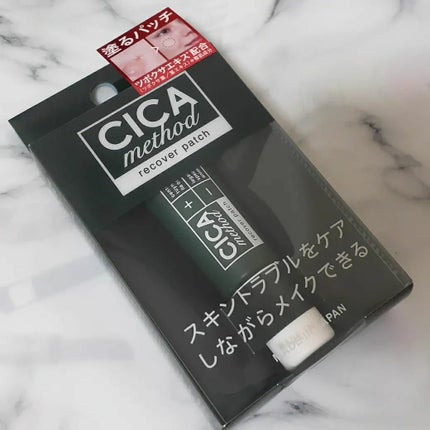 塗るパッチ
ツボクサエキス配合
CICA
method
recover patch
CICA
method
recover patch
スキントラブルをケア
しながらメイクできる